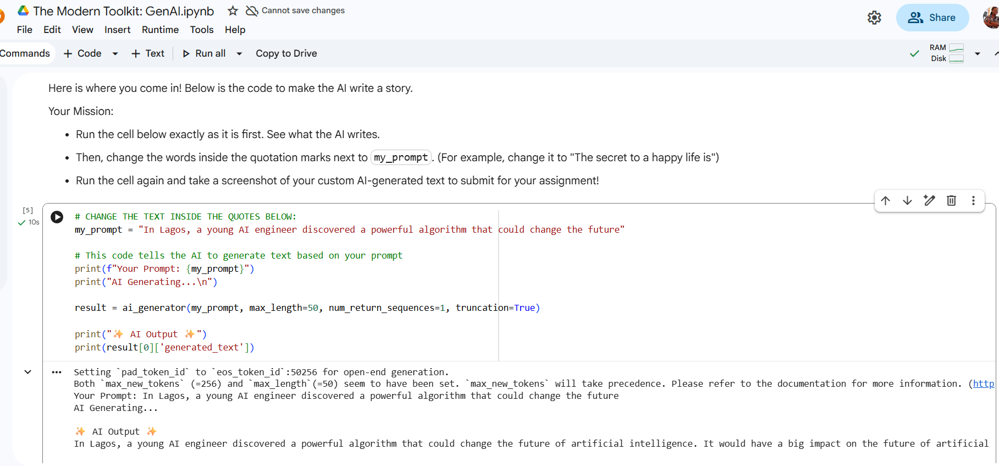 The Modern Toolkit: GenAI.ipynb Cannot save changes
File Edit View Insert Runtime Tools Help
Share
Commands + Code + Text Run all Copy to Drive
RAM
Disk
Here is where you come in! Below is the code to make the AI write a story.
Your Mission:
• Run the cell below exactly as it is first. See what the AI writes.
• Then, change the words inside the quotation marks next to my_prompt. (For example, change it to "The secret to a happy life is")
• Run the cell again and take a screenshot of your custom AI-generated text to submit for your assignment!
[5]
10s
# CHANGE THE TEXT INSIDE THE QUOTES BELOW:
my_prompt = "In Lagos, a young AI engineer discovered a powerful algorithm that could change the future"
# This code tells the AI to generate text based on your prompt
print(f"Your Prompt: {my_prompt}")
print("AI Generating...\n")
result = ai_generator(my_prompt, max_length=50, num_return_sequences=1, truncation=True)
print("✨ AI Output ✨")
print(result[0]['generated_text'])
Setting `pad_token_id` to `eos_token_id`:50256 for open-end generation.
Both `max_new_tokens` (=256) and `max_length`(=50) seem to have been set. `max_new_tokens` will take precedence. Please refer to the documentation for more information. (http
Your Prompt: In Lagos, a young AI engineer discovered a powerful algorithm that could change the future
AI Generating...
✨ AI Output ✨
In Lagos, a young AI engineer discovered a powerful algorithm that could change the future of artificial intelligence. It would have a big impact on the future of artificial